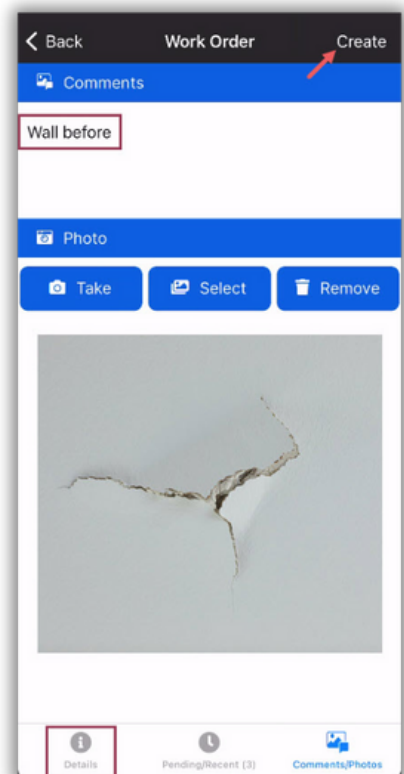 Back Work Order Create
Comments
Wall before
Photo
Take Select Remove
Details Pending/Recent (3) Comments/Photos